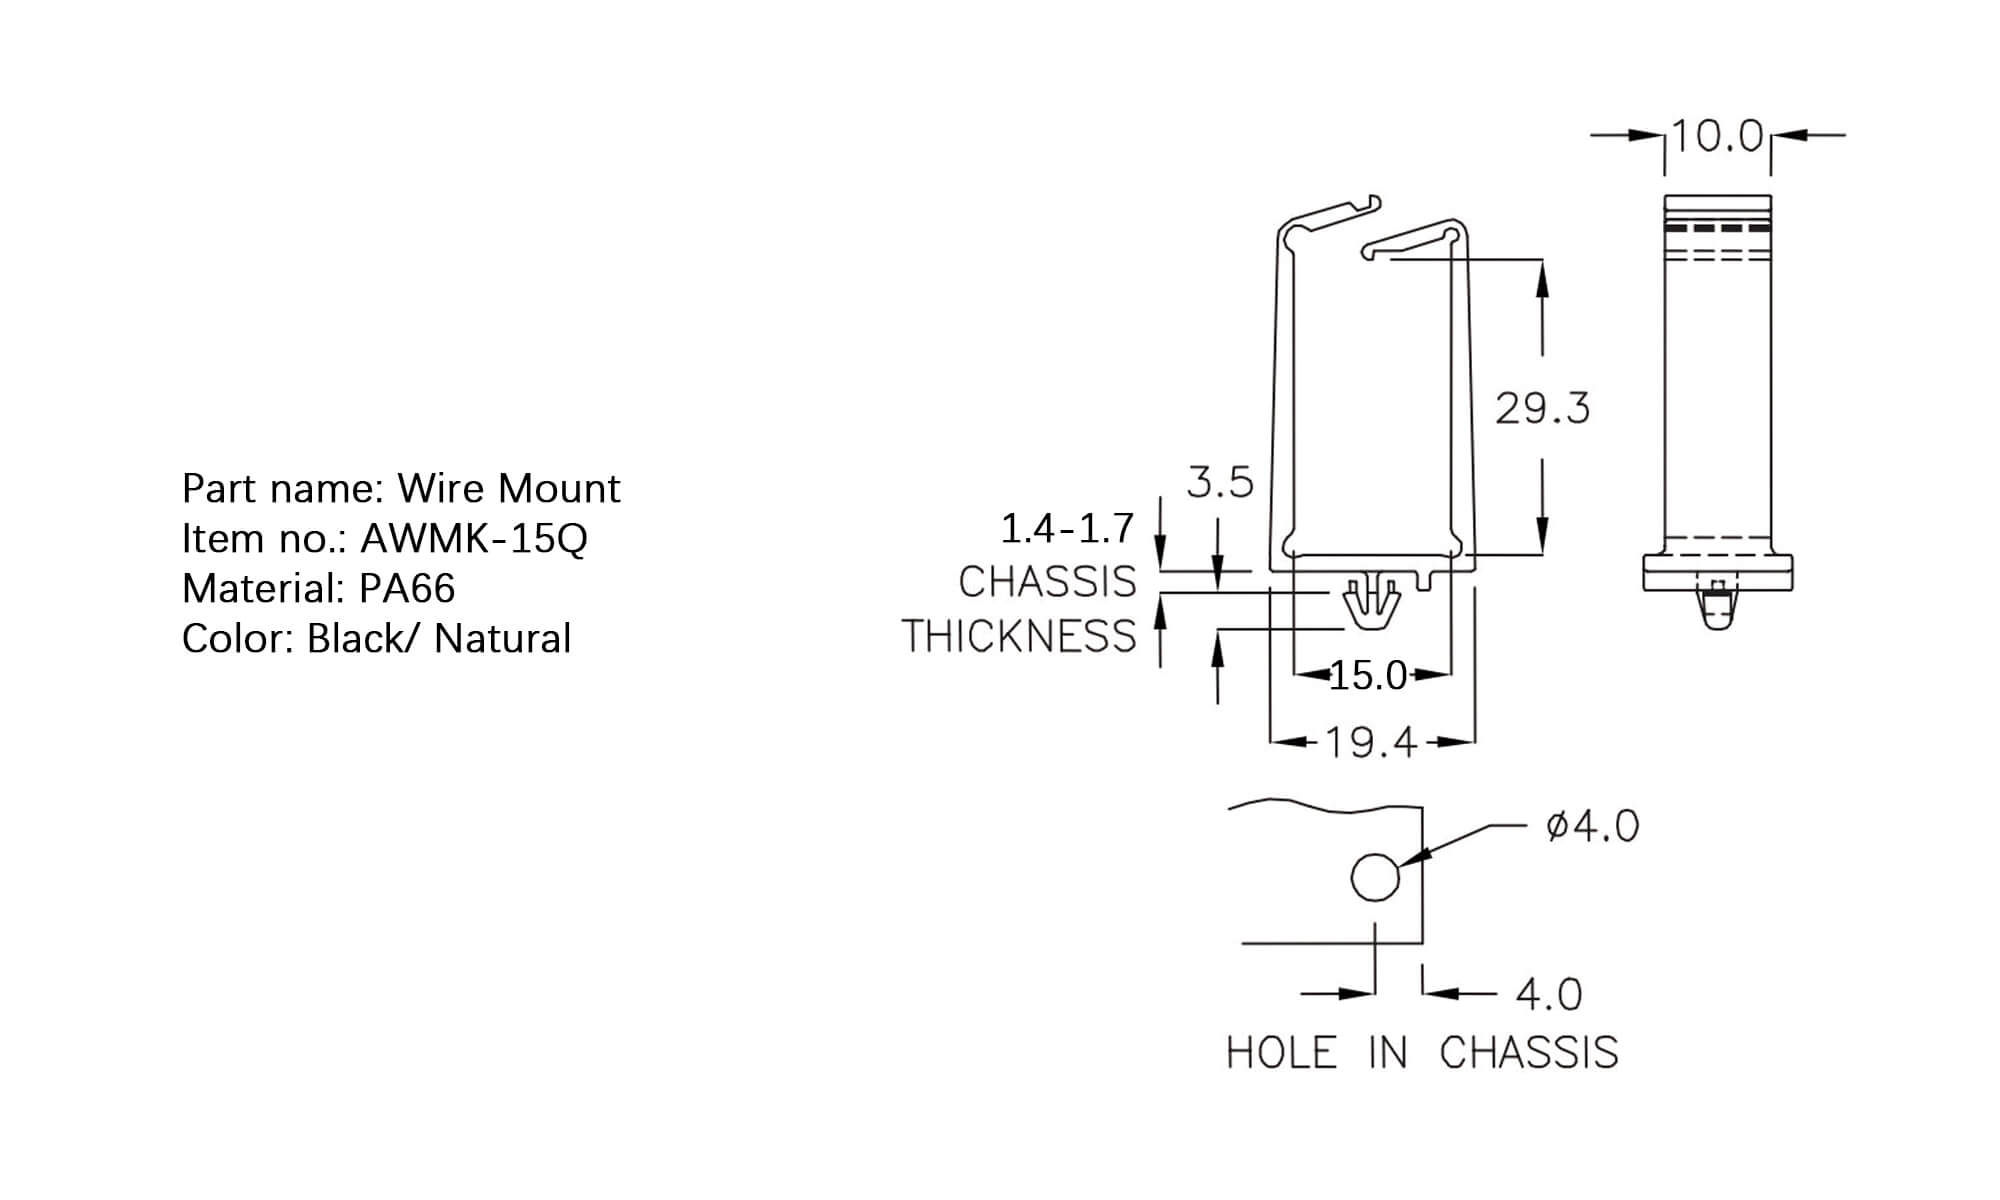 Part name: Wire Mount
Item no.: AWMK-15Q
Material: PA66
Color: Black/ Natural
10.0
29.3
3.5
1.4-1.7
CHASSIS
THICKNESS
15.0
19.4
ø4.0
4.0
HOLE IN CHASSIS